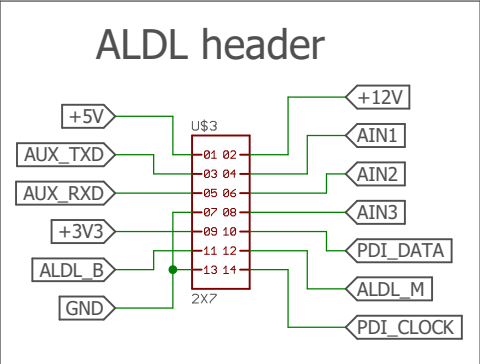 ALDL header
+12V
+5V
U$3
AIN1
AUX_TXD
01 02
03 04
AIN2
AUX_RXD
05 06
AIN3
07 08
+3V3
09 10
PDI_DATA
11 12
ALDL_B
13 14
ALDL_M
2X7
GND
PDI_CLOCK